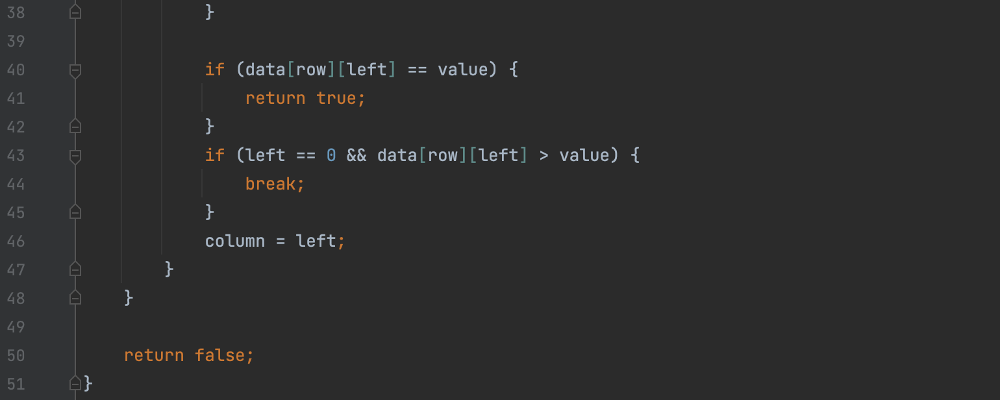 38                  }
39
40                  if (data[row][left] == value) {
41                      return true;
42                  }
43                  if (left == 0 && data[row][left] > value) {
44                      break;
45                  }
46                  column = left;
47              }
48          }
49
50          return false;
51      }